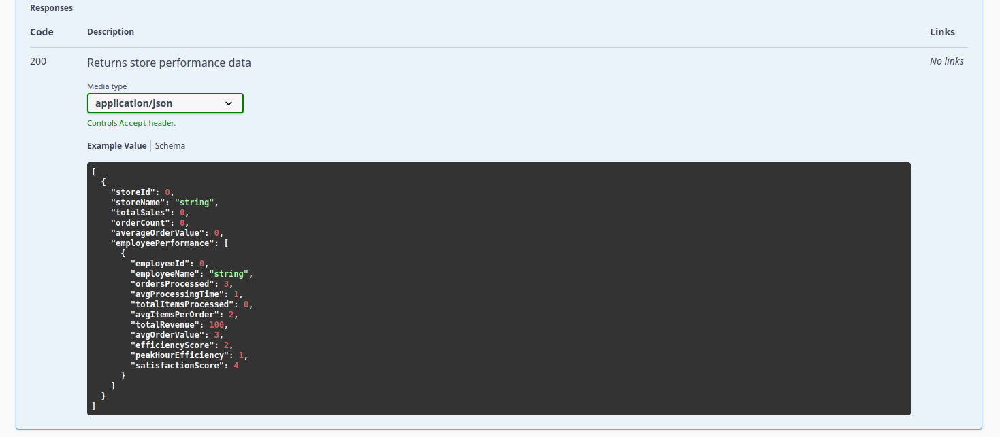 Responses
Code Description Links
200 Returns store performance data No links
Media type
application/json
Controls Accept header.
Example Value Schema
[
  {
    "storeId": 0,
    "storeName": "string",
    "totalSales": 0,
    "orderCount": 0,
    "averageOrderValue": 0,
    "employeePerformance": [
      {
        "employeeId": 0,
        "employeeName": "string",
        "ordersProcessed": 3,
        "avgProcessingTime": 1,
        "totalItemsProcessed": 0,
        "avgItemsPerOrder": 2,
        "totalRevenue": 100,
        "avgOrderValue": 3,
        "efficiencyScore": 2,
        "peakHourEfficiency": 1,
        "satisfactionScore": 4
      }
    ]
  }
]